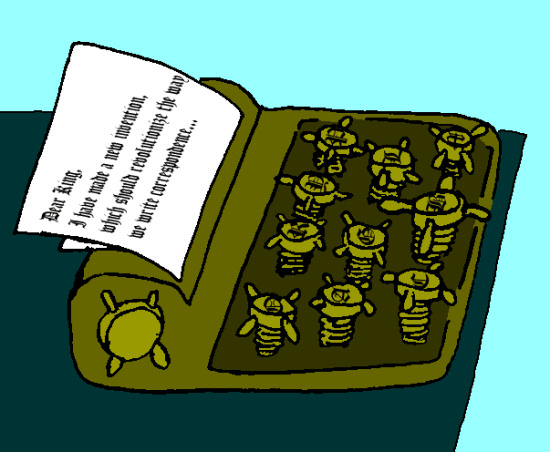 Dear King,
I have made a new invention,
which should revolutionize the way
we write correspondence...